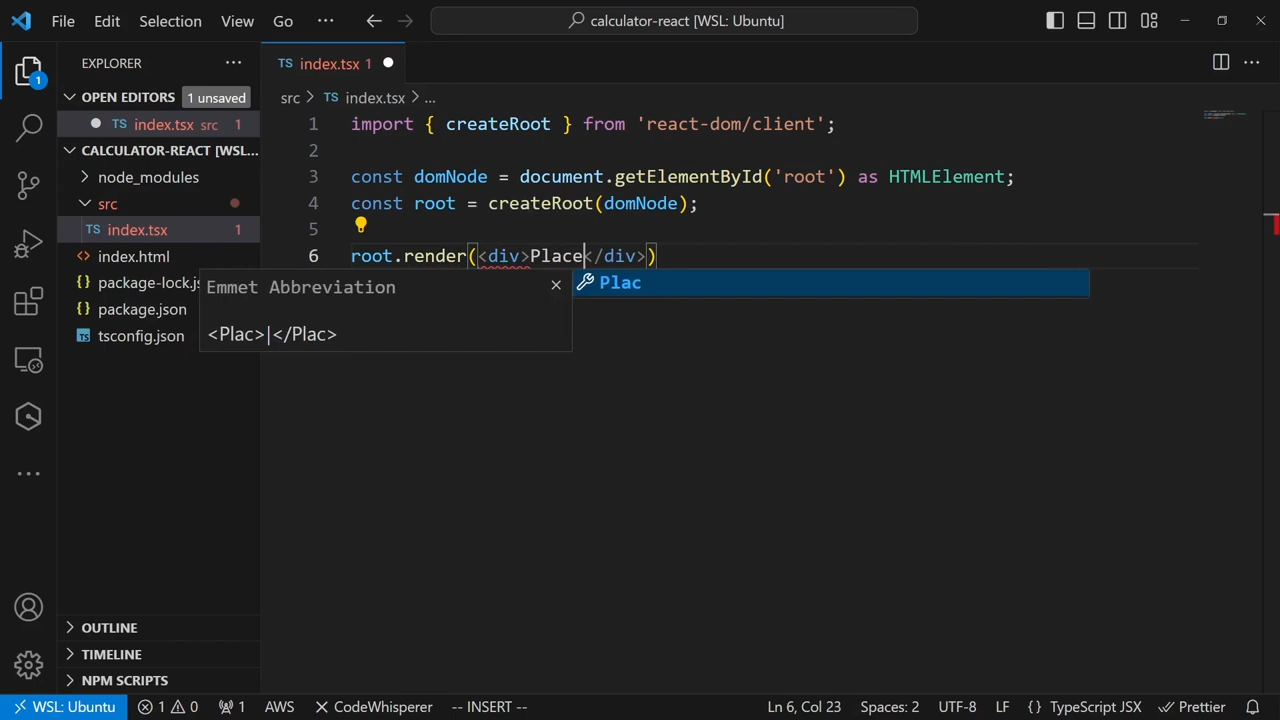 File Edit Selection View Go ··· calculator-react [WSL: Ubuntu]
EXPLORER ···
TS index.tsx 1
1
OPEN EDITORS 1 unsaved
TS index.tsx src 1
CALCULATOR-REACT [WSL...
node_modules
src
TS index.tsx 1
<> index.html
{} package-lock.js
{} package.json
TS tsconfig.json
src > TS index.tsx > ...
1 import { createRoot } from 'react-dom/client';
2
3 const domNode = document.getElementById('root') as HTMLElement;
4 const root = createRoot(domNode);
5
6 root.render(<div>Place</div>)
Emmet Abbreviation
<Plac>|</Plac>
Plac
OUTLINE
TIMELINE
NPM SCRIPTS
WSL: Ubuntu 1 0 1 AWS CodeWhisperer -- INSERT -- Ln 6, Col 23 Spaces: 2 UTF-8 LF {} TypeScript JSX Prettier